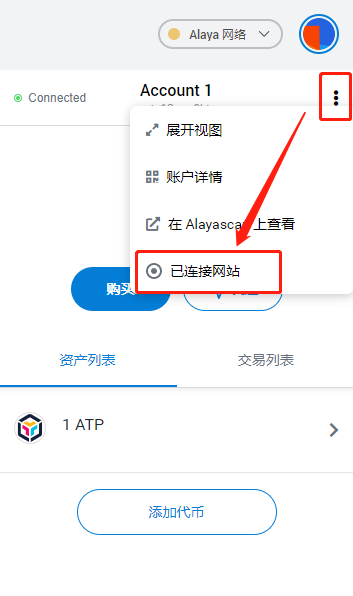 Alaya 网络
Connected
Account 1
展开视图
账户详情
在 Alayascan 上查看
已连接网站
购买
资产列表
交易列表
1 ATP
添加代币